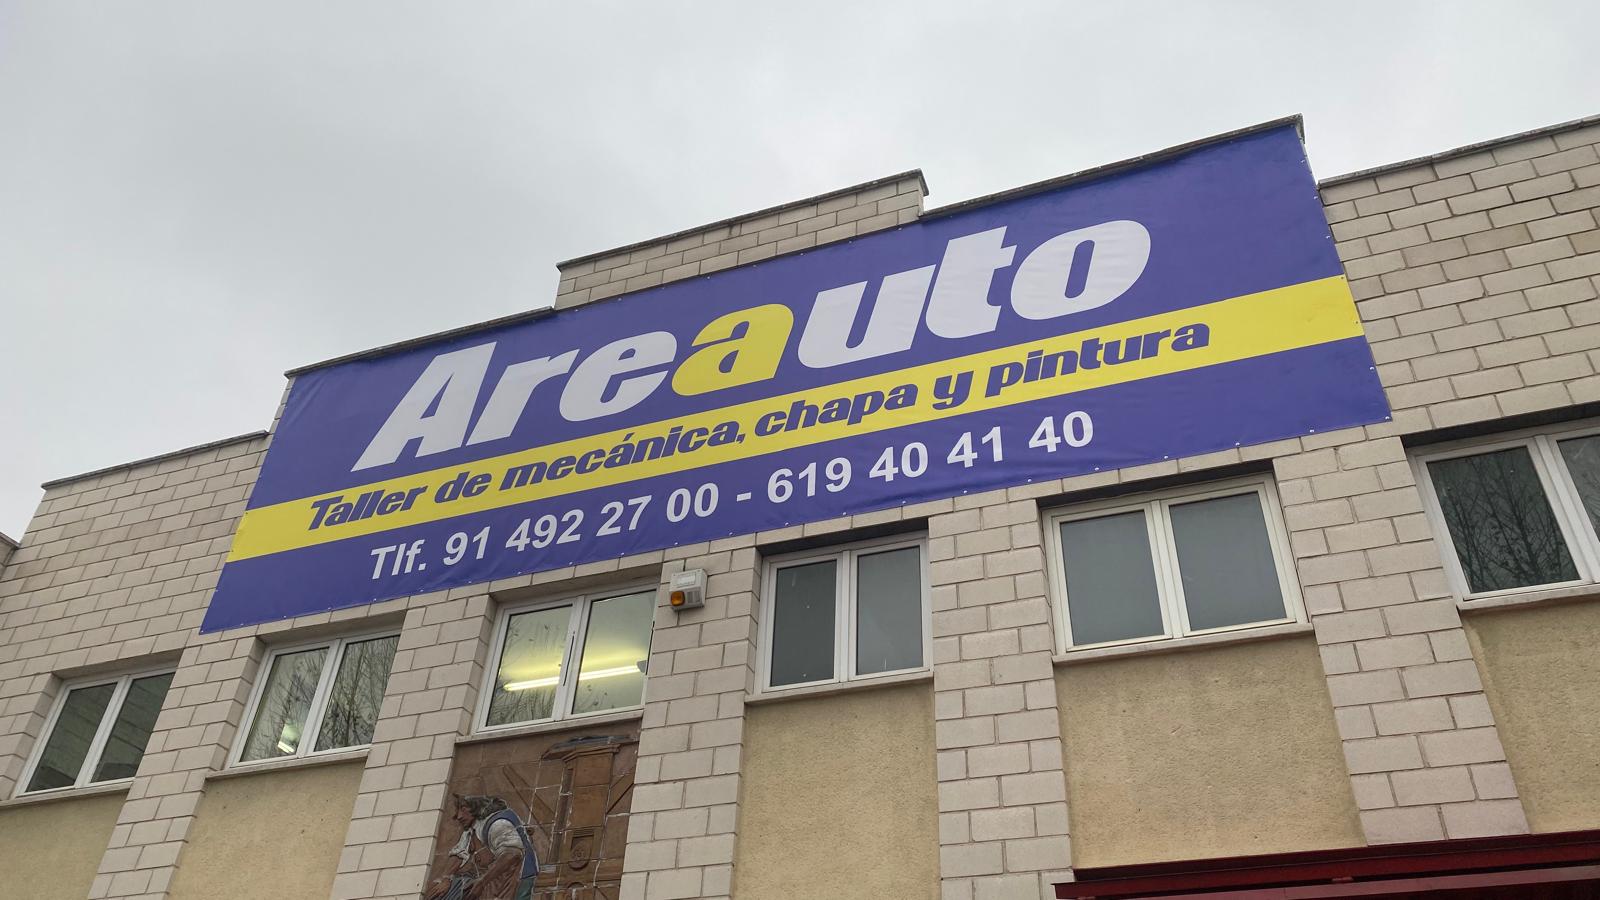 Areauto
Taller de mecánica, chapa y pintura
Tlf. 91 492 27 00 - 619 40 41 40